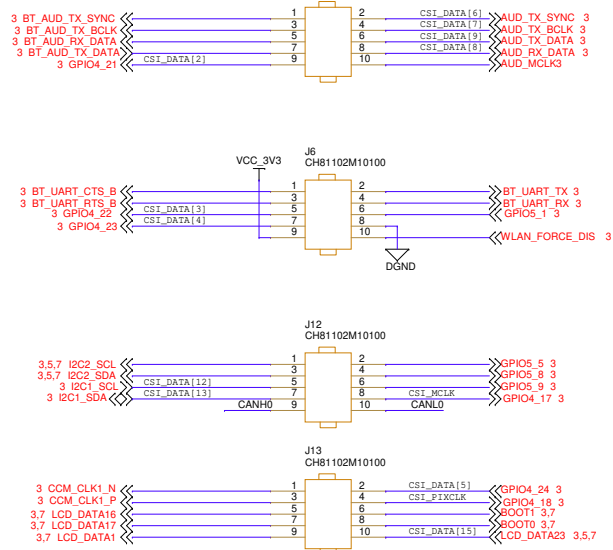 1 2 CSI_DATA[6]
3 BT_AUD_TX_SYNC AUD_TX_SYNC 3
3 4 CSI_DATA[7]
3 BT_AUD_TX_BCLK AUD_TX_BCLK 3
5 6 CSI_DATA[9]
3 BT_AUD_RX_DATA AUD_TX_DATA 3
7 8 CSI_DATA[8]
3 BT_AUD_TX_DATA AUD_RX_DATA 3
CSI_DATA[2] 9 10
3 GPIO4_21 AUD_MCLK3
J6
VCC_3V3 CH81102M10100
1 2
3 BT_UART_CTS_B BT_UART_TX 3
3 4
3 BT_UART_RTS_B BT_UART_RX 3
CSI_DATA[3] 5 6
3 GPIO4_22 GPIO5_1 3
CSI_DATA[4] 7 8
3 GPIO4_23
9 10
WLAN_FORCE_DIS 3
DGND
J12
CH81102M10100
1 2
3,5,7 I2C2_SCL GPIO5_5 3
3 4
3,5,7 I2C2_SDA GPIO5_8 3
CSI_DATA[12] 5 6
3 I2C1_SCL GPIO5_9 3
CSI_DATA[13] 7 8 CSI_MCLK
3 I2C1_SDA GPIO4_17 3
CANH0 9 10 CANL0
J13
CH81102M10100
1 2 CSI_DATA[5]
3 CCM_CLK1_N GPIO4_24 3
3 4 CSI_PIXCLK
3 CCM_CLK1_P GPIO4_18 3
5 6
3,7 LCD_DATA16 BOOT1 3,7
7 8
3,7 LCD_DATA17 BOOT0 3,7
9 10 CSI_DATA[15]
3,7 LCD_DATA1 LCD_DATA23 3,5,7